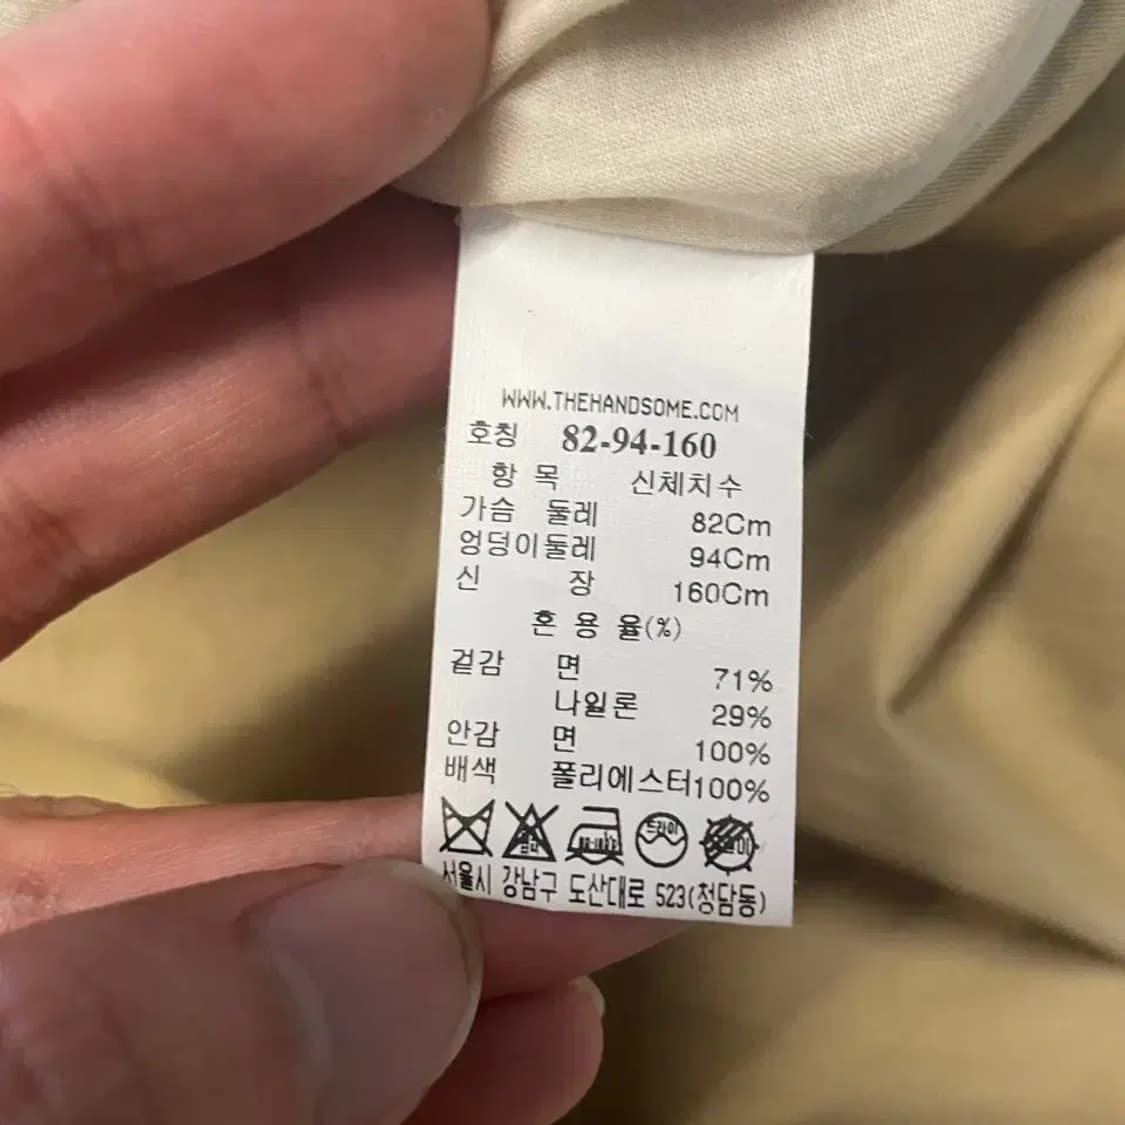 WWW.THEHANDSOME.COM
호칭 82-94-160
항 목 신체치수
가슴 둘레 82Cm
엉덩이둘레 94Cm
신 장 160Cm
혼 용 율(%)
겉감 면 71%
나일론 29%
안감 면 100%
배색 폴리에스터100%
드라이
서울시 강남구 도산대로 523(청담동)